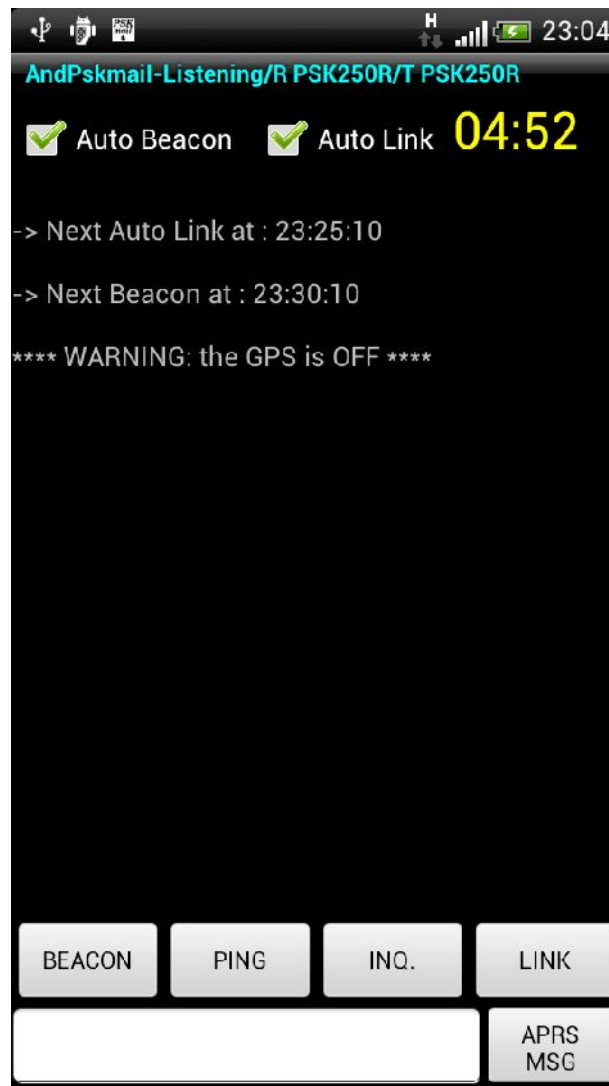 H
23:04
AndPskmail-Listening/R PSK250R/T PSK250R
Auto Beacon Auto Link 04:52
-> Next Auto Link at : 23:25:10
-> Next Beacon at : 23:30:10
**** WARNING: the GPS is OFF ****
BEACON PING INQ. LINK
APRS
MSG